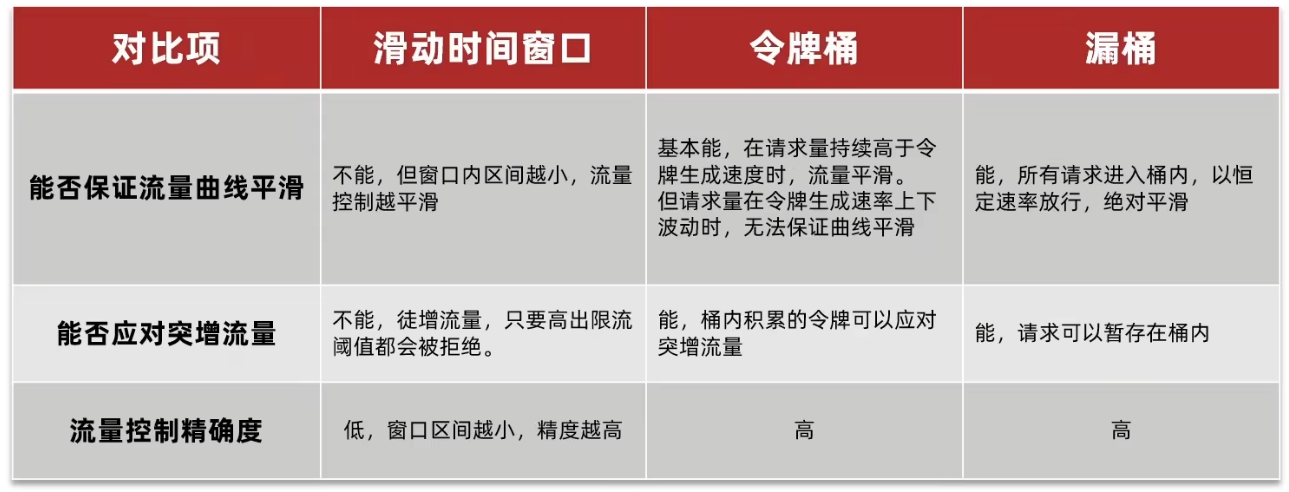 对比项
滑动时间窗口
令牌桶
漏桶
能否保证流量曲线平滑
不能，但窗口内区间越小，流量
控制越平滑
基本能，在请求量持续高于令
牌生成速度时，流量平滑。
但请求量在令牌生成速率上下
波动时，无法保证曲线平滑
能，所有请求进入桶内，以恒
定速率放行，绝对平滑
能否应对突增流量
不能，徒增流量，只要高出限流
阈值都会被拒绝。
能，桶内积累的令牌可以应对
突增流量
能，请求可以暂存在桶内
流量控制精确度
低，窗口区间越小，精度越高
高
高